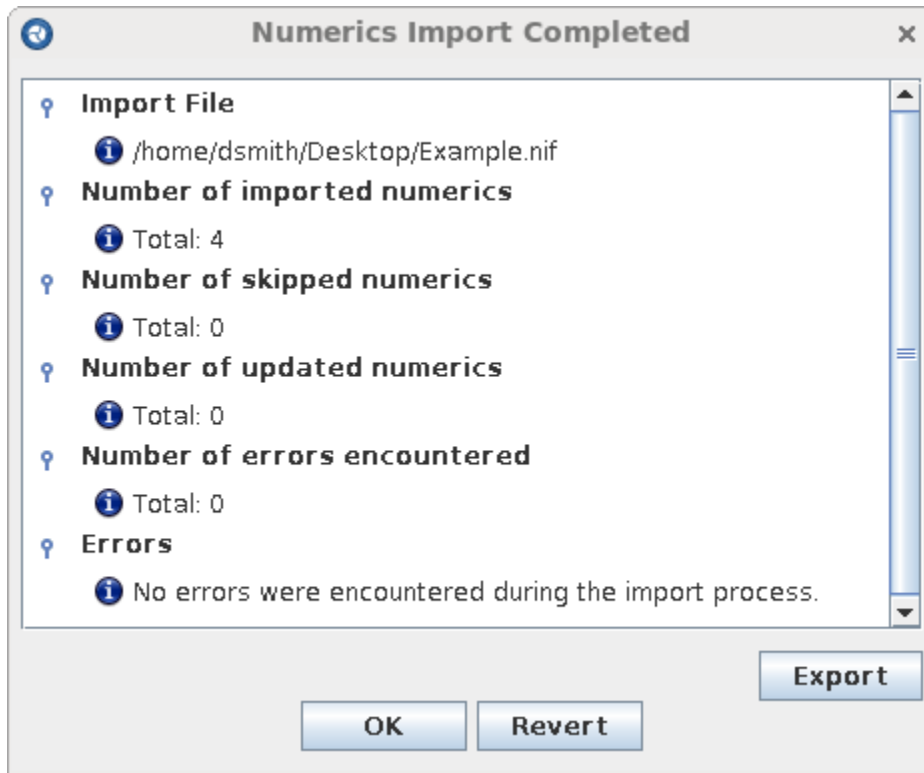 Numerics Import Completed
Import File
/home/dsmith/Desktop/Example.nif
Number of imported numerics
Total: 4
Number of skipped numerics
Total: 0
Number of updated numerics
Total: 0
Number of errors encountered
Total: 0
Errors
No errors were encountered during the import process.
Export
OK Revert